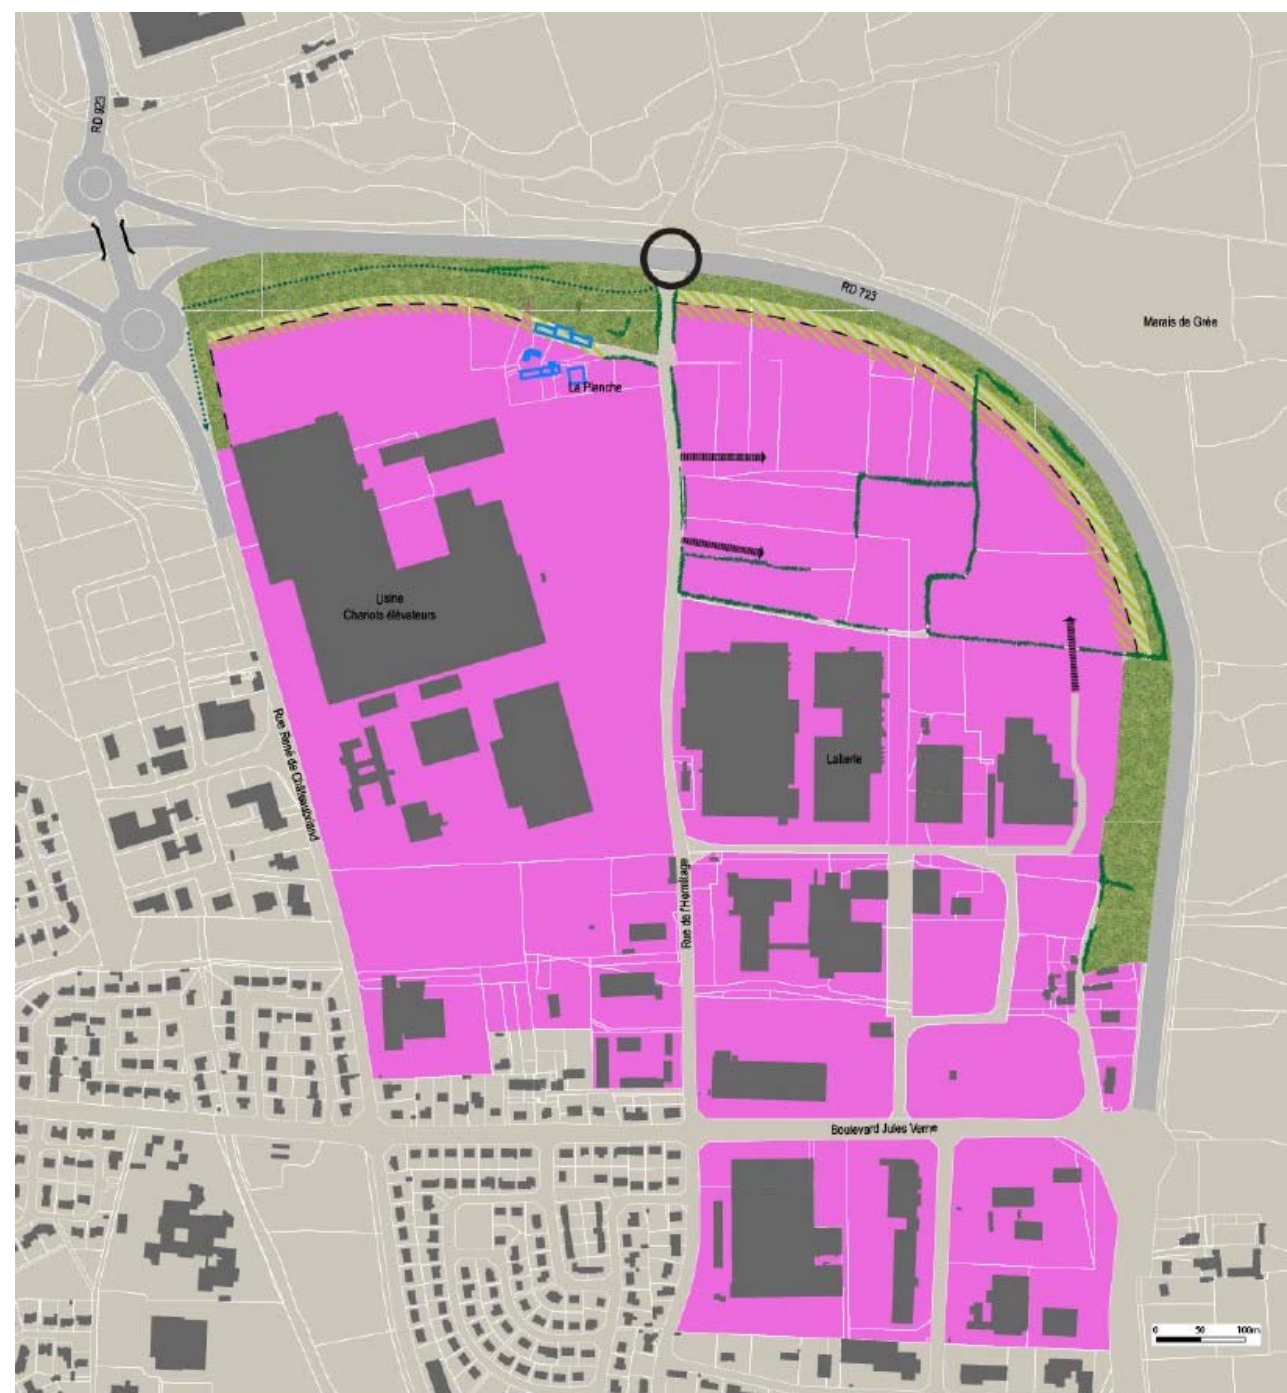 RD 923
RD 723
Marais de Grée
La Planche
Usine
Chariots élévateurs
Rue René de Châteaubriand
Laiterie
Rue de l'Hermitage
Boulevard Jules Verne
0 50 100m